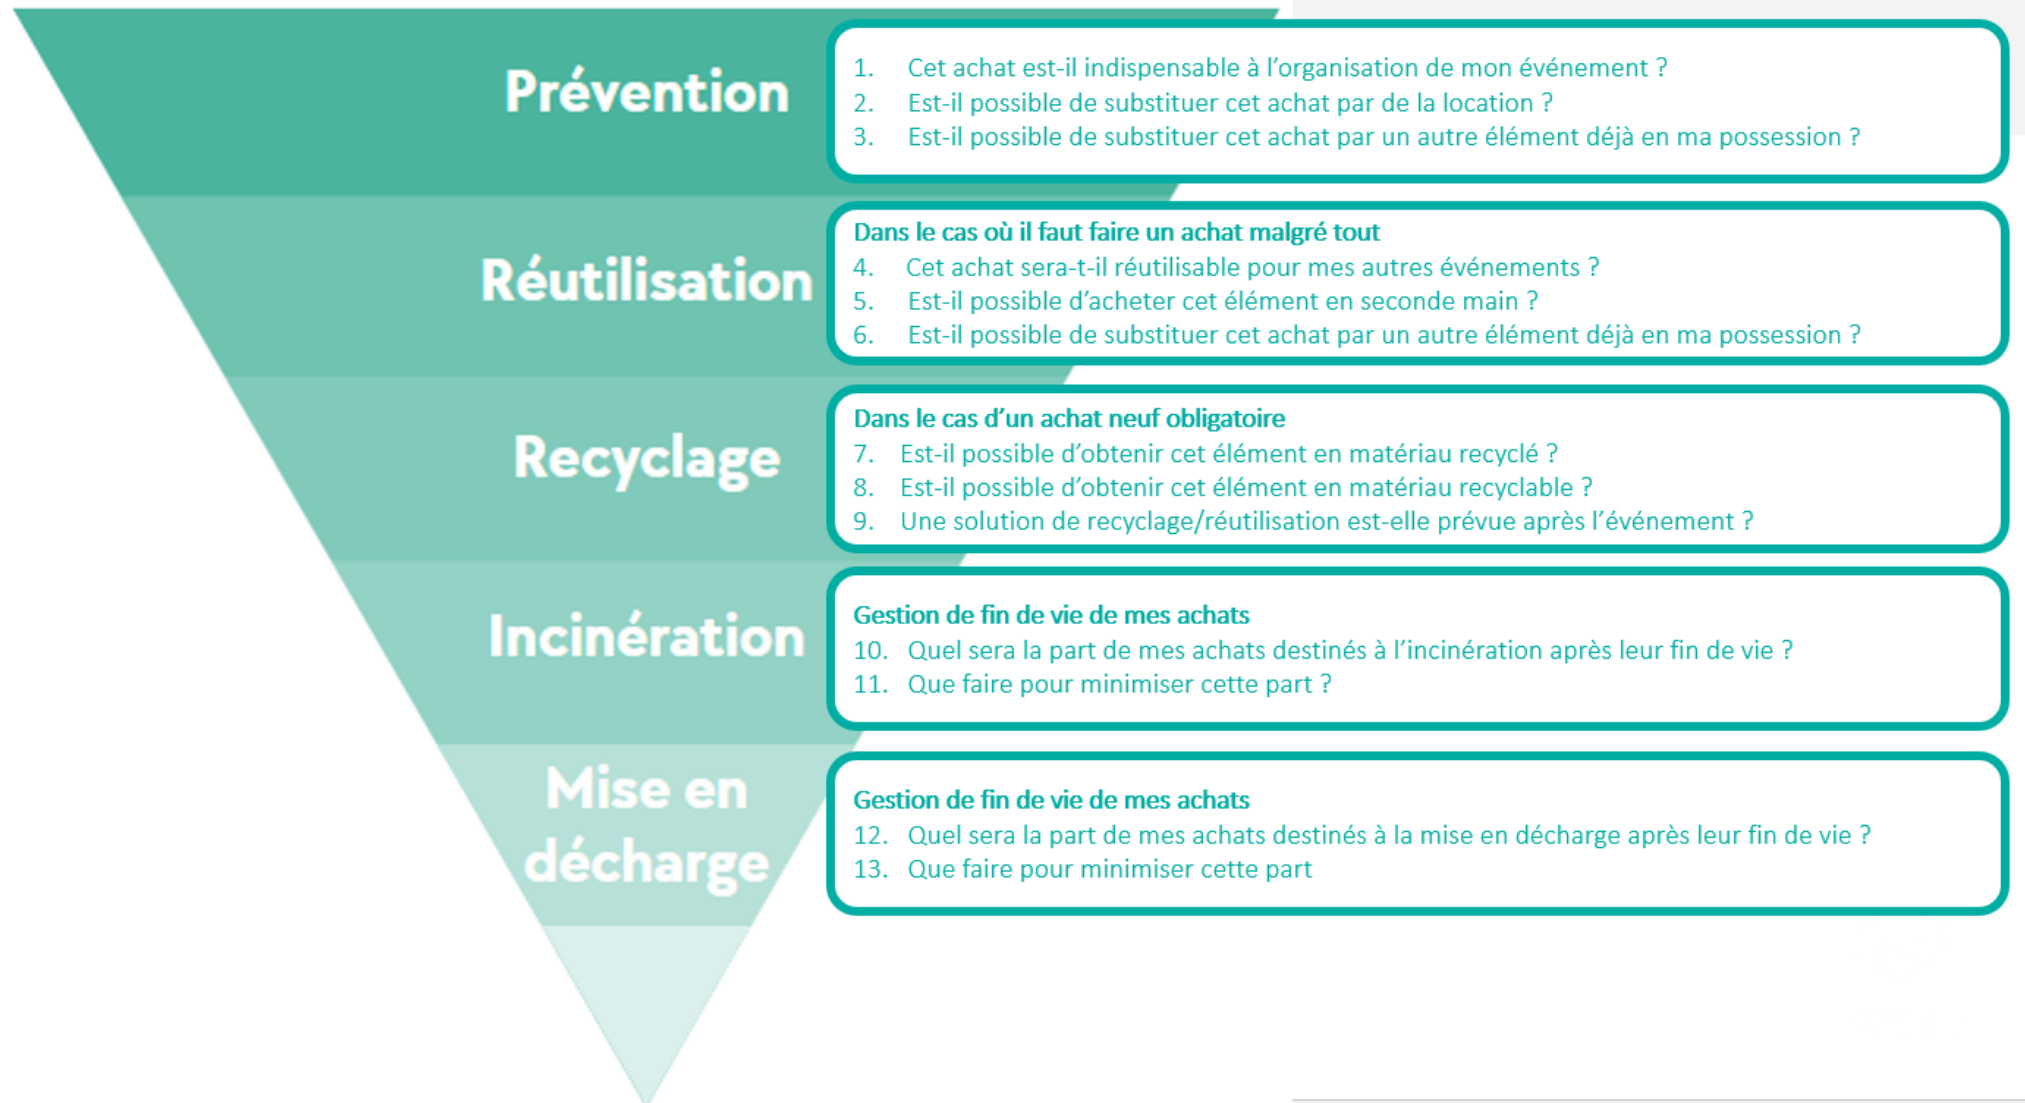 Prévention
1. Cet achat est-il indispensable à l’organisation de mon événement ?
2. Est-il possible de substituer cet achat par de la location ?
3. Est-il possible de substituer cet achat par un autre élément déjà en ma possession ?
Réutilisation
Dans le cas où il faut faire un achat malgré tout
4. Cet achat sera-t-il réutilisable pour mes autres événements ?
5. Est-il possible d’acheter cet élément en seconde main ?
6. Est-il possible de substituer cet achat par un autre élément déjà en ma possession ?
Recyclage
Dans le cas d’un achat neuf obligatoire
7. Est-il possible d’obtenir cet élément en matériau recyclé ?
8. Est-il possible d’obtenir cet élément en matériau recyclable ?
9. Une solution de recyclage/réutilisation est-elle prévue après l’événement ?
Incinération
Gestion de fin de vie de mes achats
10. Quel sera la part de mes achats destinés à l’incinération après leur fin de vie ?
11. Que faire pour minimiser cette part ?
Mise en
décharge
Gestion de fin de vie de mes achats
12. Quel sera la part de mes achats destinés à la mise en décharge après leur fin de vie ?
13. Que faire pour minimiser cette part